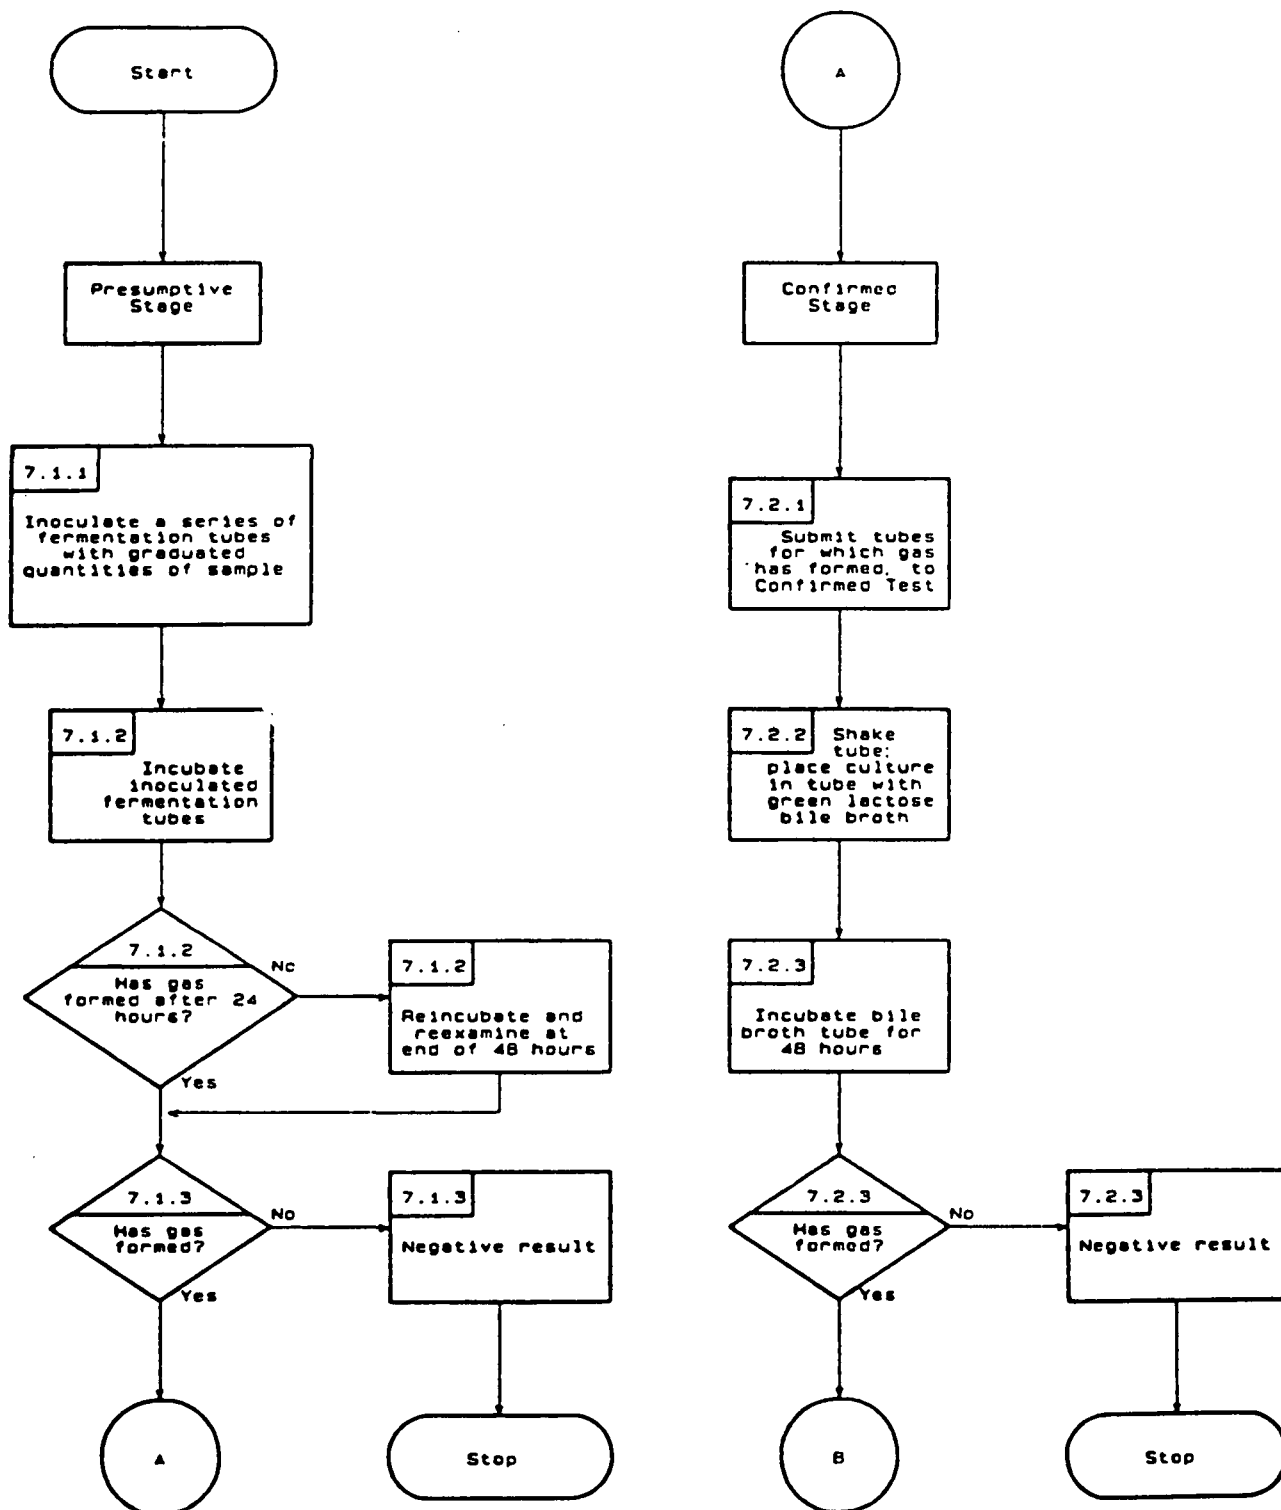 Start
Presumptive
Stage
7.1.1
Inoculate a series of
fermentation tubes
with graduated
quantities of sample
7.1.2
Incubate
inoculated
fermentation
tubes
7.1.2
Has gas
formed after 24
hours?
No
7.1.2
Reincubate and
reexamine at
end of 48 hours
Yes
7.1.3
Has gas
formed?
No
7.1.3
Negative result
Yes
A
Stop
A
Confirmed
Stage
7.2.1
Submit tubes
for which gas
has formed, to
Confirmed Test
7.2.2 Shake
tube:
place culture
in tube with
green lactose
bile broth
7.2.3
Incubate bile
broth tube for
48 hours
7.2.3
Has gas
formed?
No
7.2.3
Negative result
Yes
B
Stop